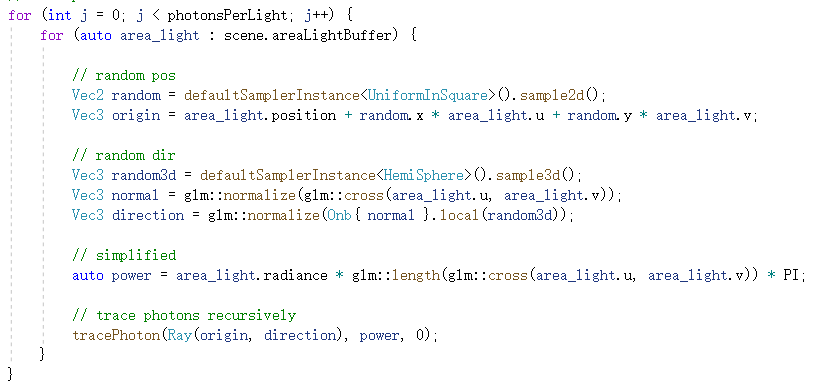 for (int j = 0; j < photonsPerLight; j++) {
for (auto area_light : scene.areaLightBuffer) {
// random pos
Vec2 random = defaultSamplerInstance<UniformInSquare>().sample2d();
Vec3 origin = area_light.position + random.x * area_light.u + random.y * area_light.v;
// random dir
Vec3 random3d = defaultSamplerInstance<HemiSphere>().sample3d();
Vec3 normal = glm::normalize(glm::cross(area_light.u, area_light.v));
Vec3 direction = glm::normalize(Onb{ normal }.local(random3d));
// simplified
auto power = area_light.radiance * glm::length(glm::cross(area_light.u, area_light.v)) * PI;
// trace photons recursively
tracePhoton(Ray(origin, direction), power, 0);
}
}